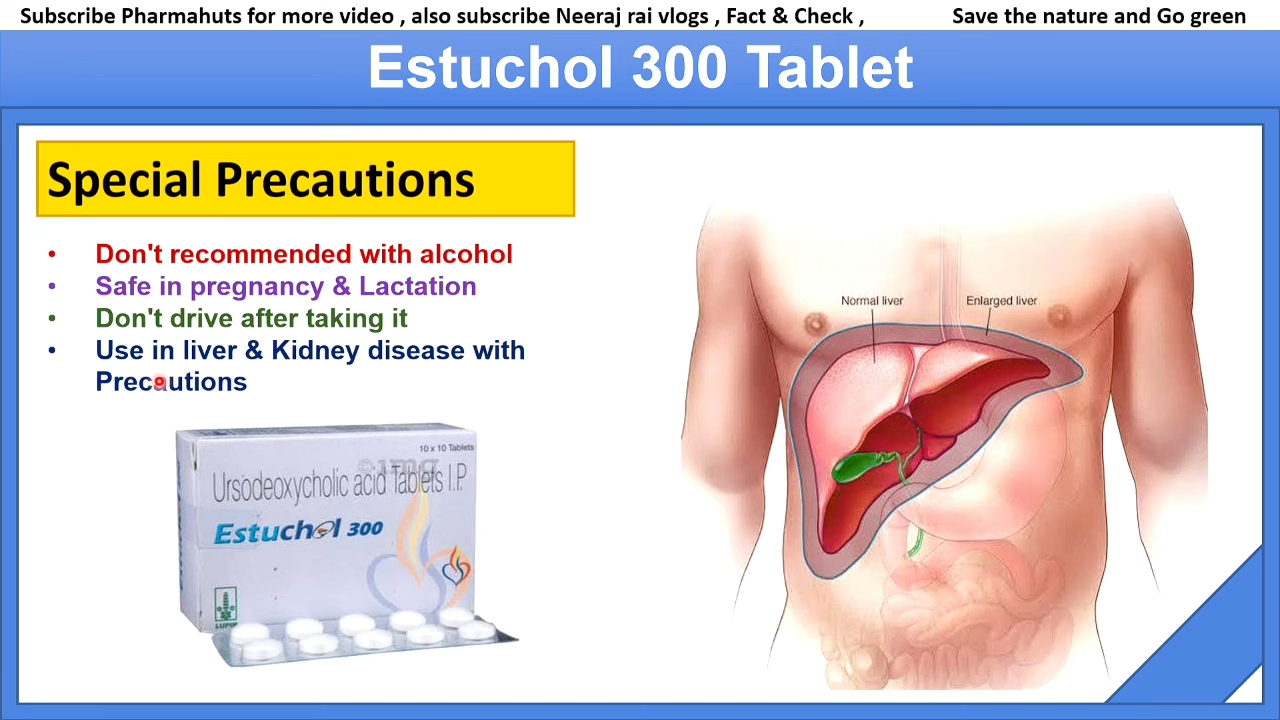 Subscribe Pharmahuts for more video , also subscribe Neeraj rai vlogs , Fact & Check , Save the nature and Go green
Estuchol 300 Tablet
Special Precautions
• Don't recommended with alcohol
• Safe in pregnancy & Lactation
• Don't drive after taking it
• Use in liver & Kidney disease with
Precautions
Normal liver
Enlarged liver
10 x 10 Tablets
Ursodeoxycholic acid Tablets I.P.
Estuchol 300
LUPIN